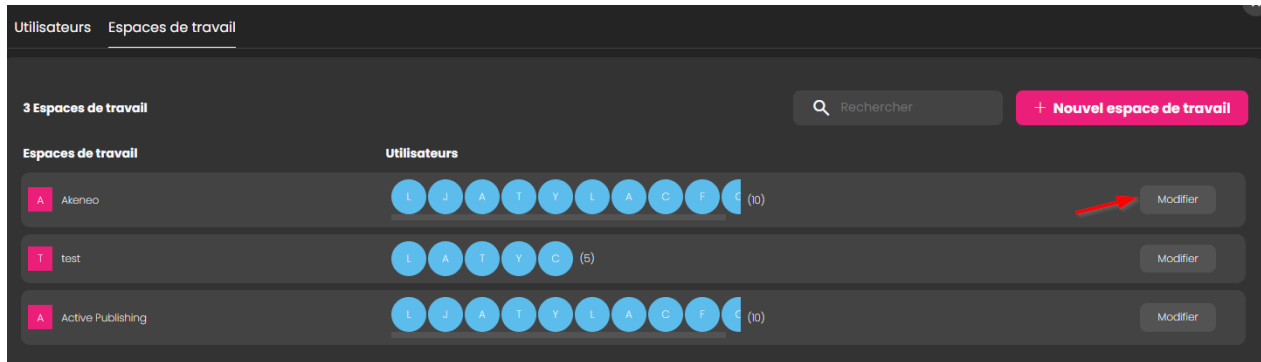 Utilisateurs Espaces de travail
3 Espaces de travail Rechercher + Nouvel espace de travail
Espaces de travail Utilisateurs
A Akeneo L J A T Y L A C F C (10) Modifier
T test L A T Y C (5) Modifier
A Active Publishing L J A T Y L A C F C (10) Modifier